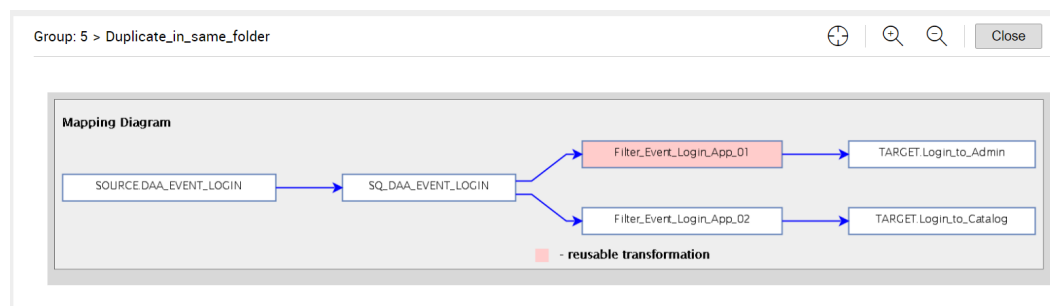 Group: 5 > Duplicate_in_same_folder
Close
Mapping Diagram
Filter_Event_Login_App_01
TARGET.Login_to_Admin
SOURCE.DAA_EVENT_LOGIN
SQ_DAA_EVENT_LOGIN
Filter_Event_Login_App_02
TARGET.Login_to_Catalog
- reusable transformation